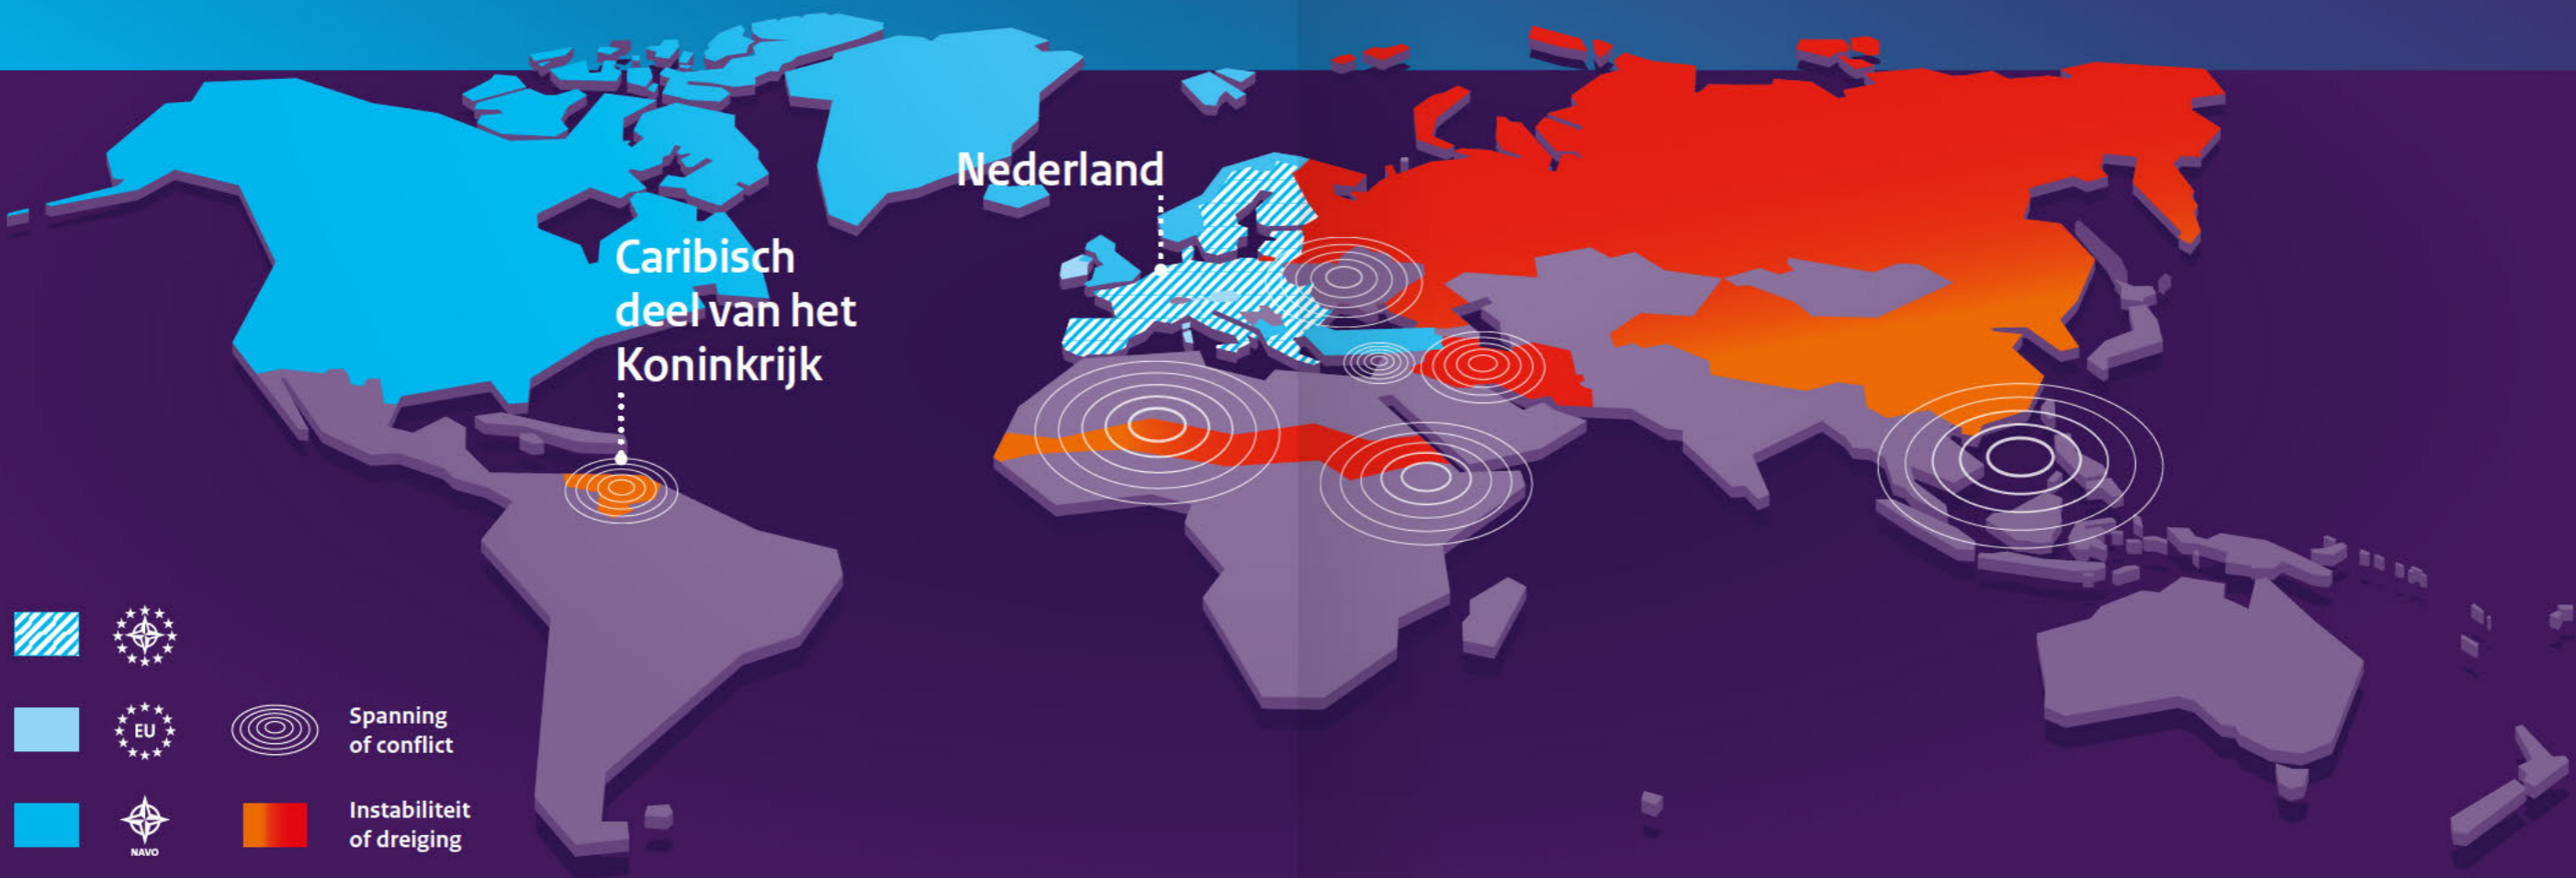 Nederland
Caribisch
deel van het
Koninkrijk
EU
NAVO
Spanning
of conflict
Instabiliteit
of dreiging